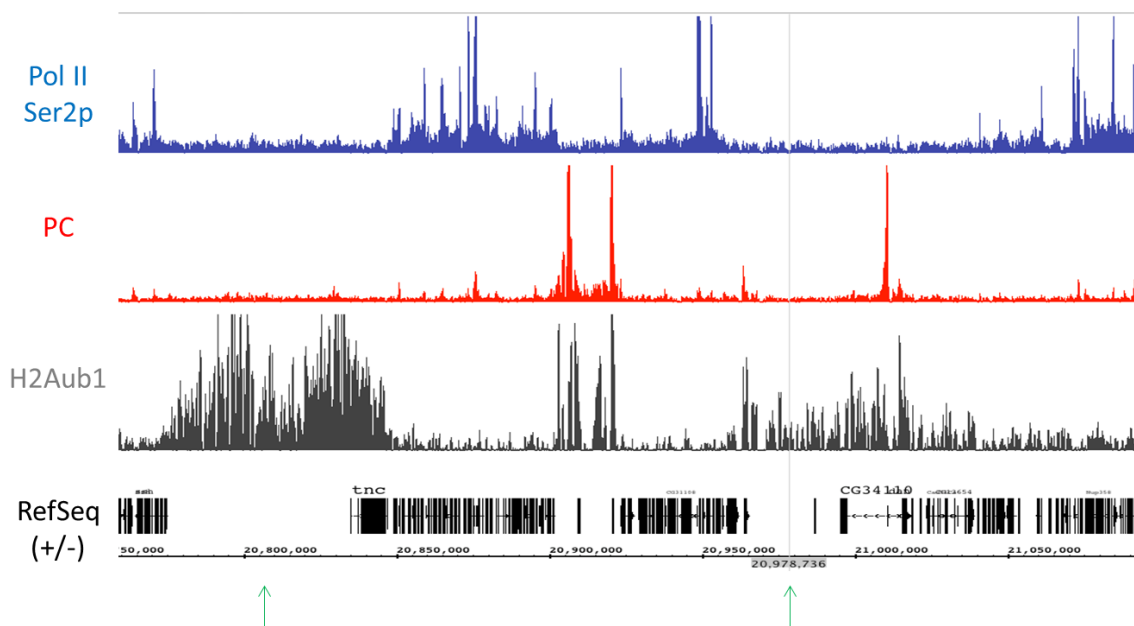 Pol II
Ser2p
PC
H2Aub1
tnc
CG34110
RefSeq
(+/-)
50,000 20,800,000 20,850,000 20,900,000 20,950,000 21,000,000 21,050,000
20,978,736